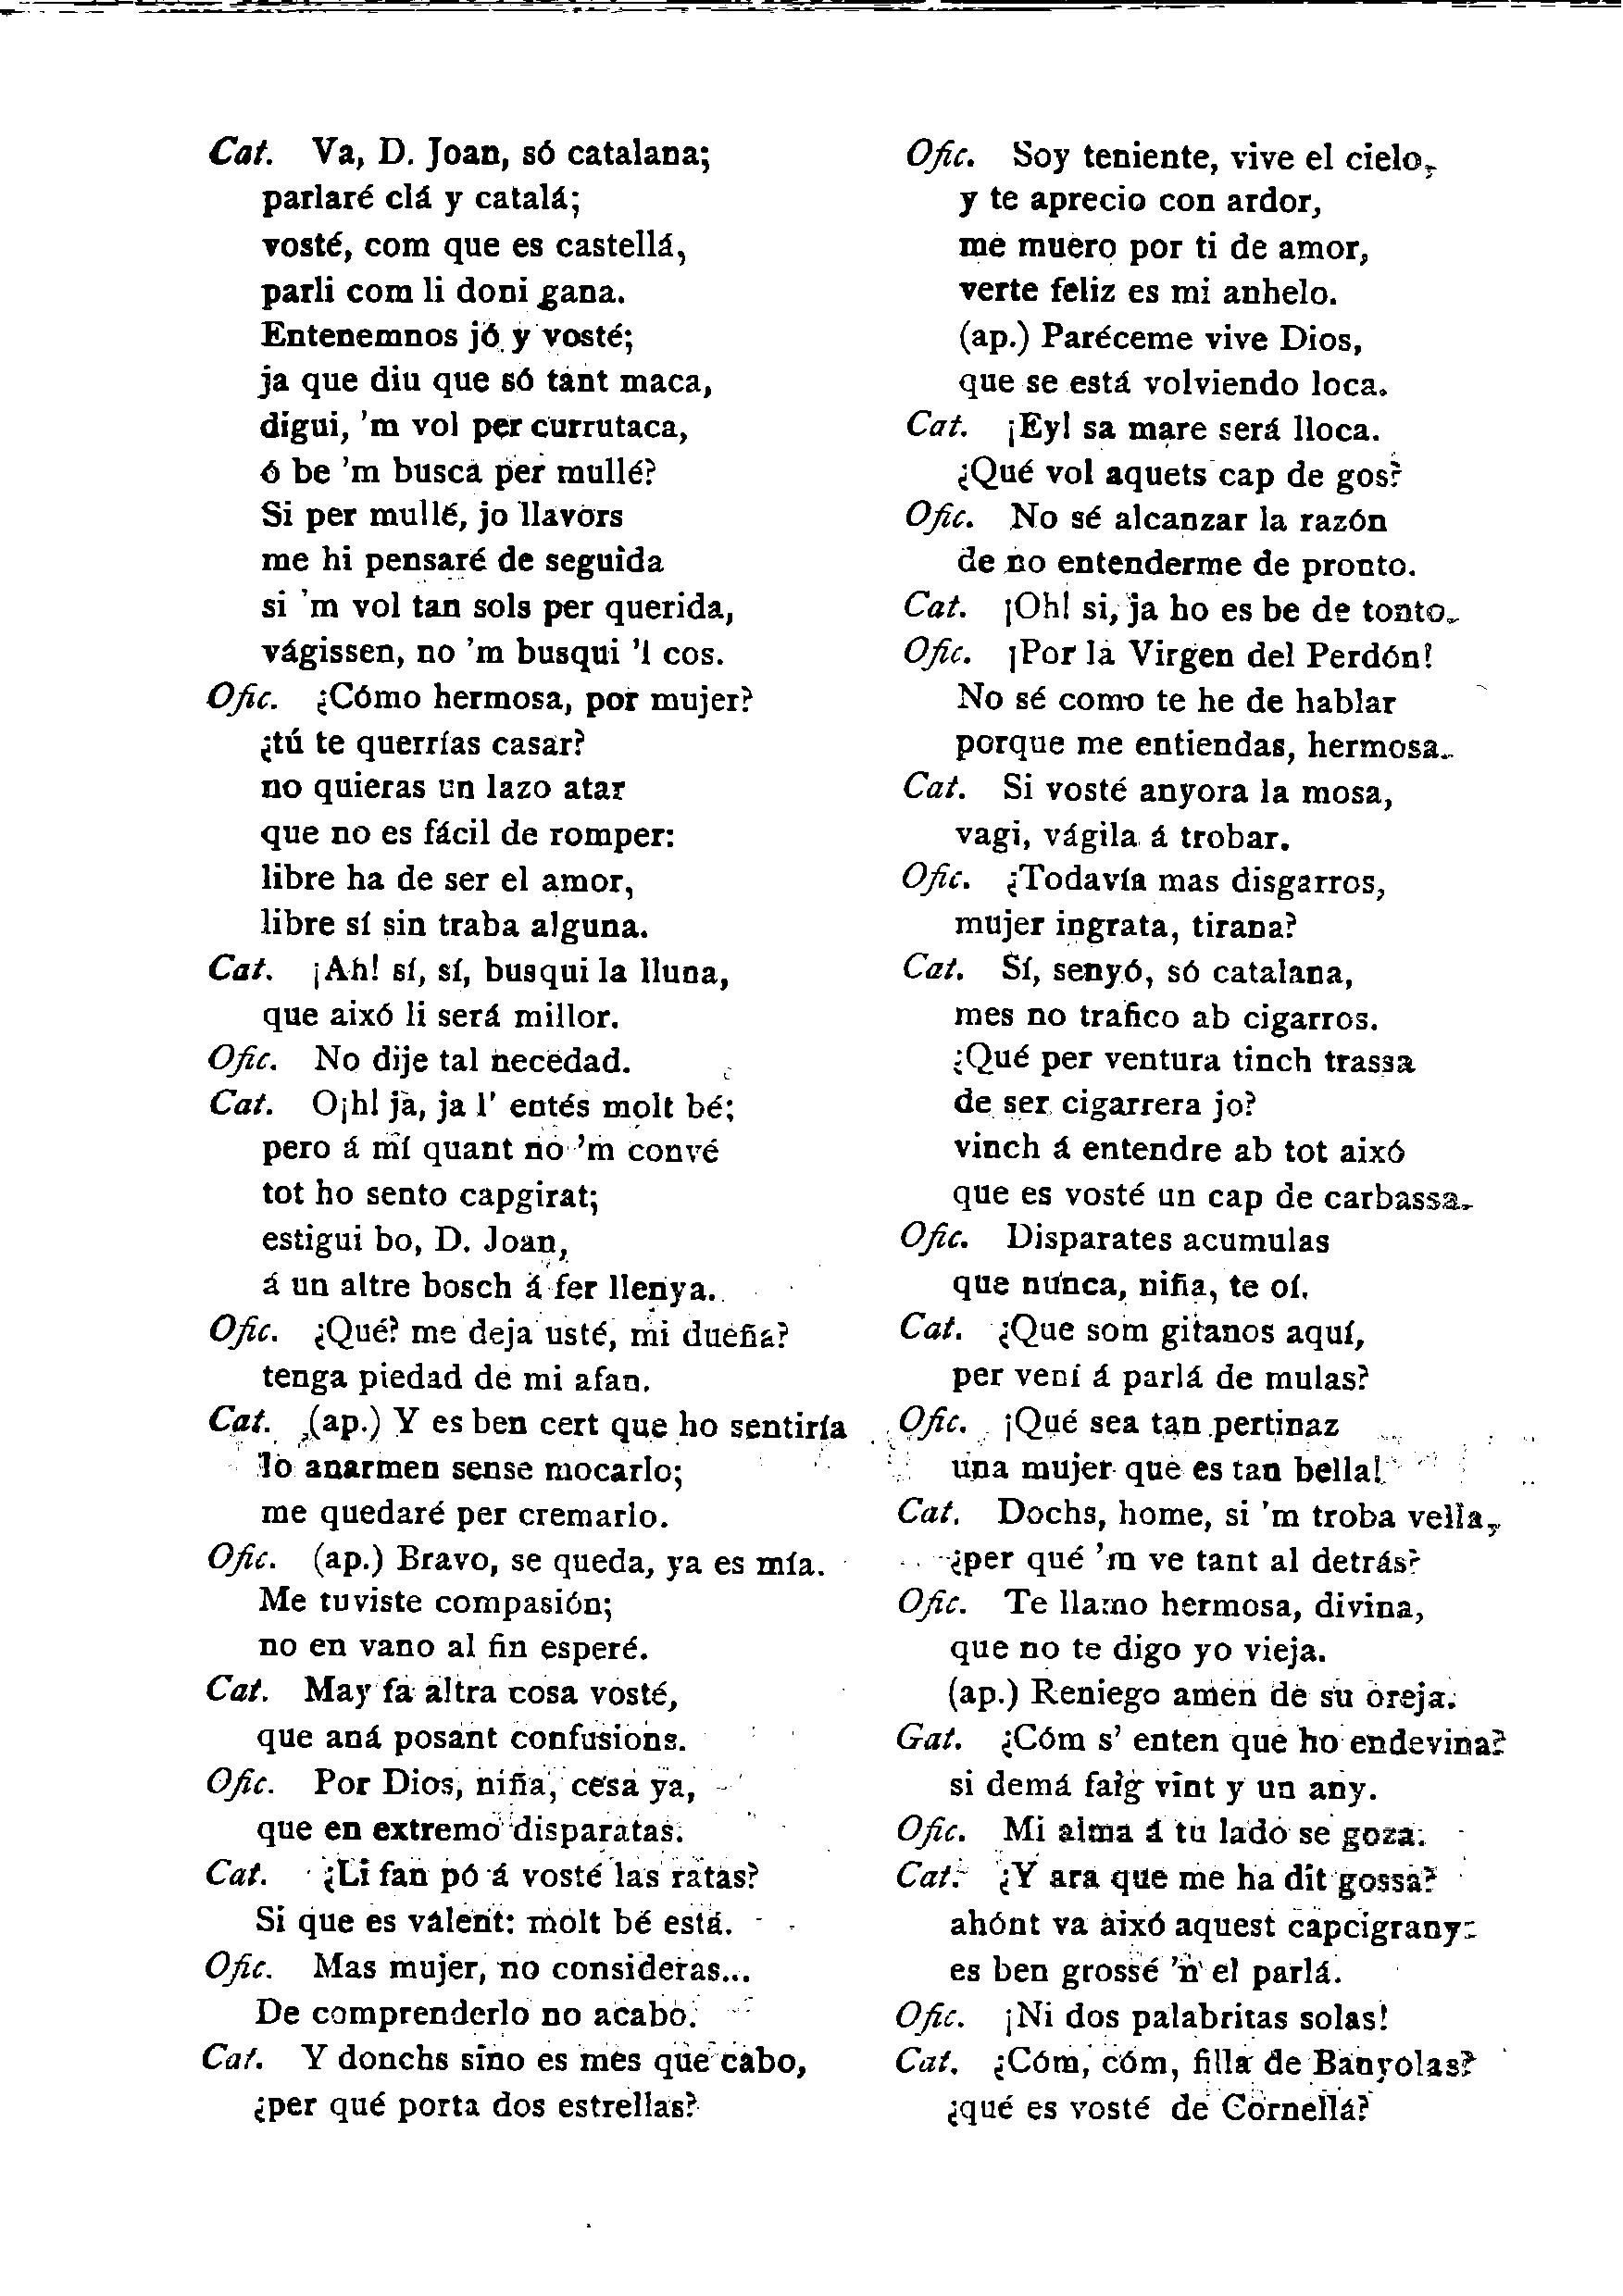 Cat. Va, D. Joan, só catalana;
parlaré clá y catalá;
vosté, com que es castellá,
parli com li doni gana.
Entenemnos jó y vosté;
ja que diu que só tant maca,
digui, 'm vol per currutaca,
ó be 'm busca per mullé?
Si per mullé, jo llavors
me hi pensaré de seguida
si 'm vol tan sols per querida,
vágissen, no 'm busqui 'l cos.
Ofic. ¿Cómo hermosa, por mujer?
¿tú te querrías casar?
no quieras un lazo atar
que no es fácil de romper:
libre ha de ser el amor,
libre sí sin traba alguna.
Cat. ¡Ah! sí, sí, busqui la lluna,
que aixó li será millor.
Ofic. No dije tal necedad.
Cat. O¡h! ja, ja l' entés molt bé;
pero á mí quant no 'm convé
tot ho sento capgirat;
estigui bo, D. Joan,
á un altre bosch á fer llenya.
Ofic. ¿Qué? me deja usté, mi dueña?
tenga piedad de mi afan.
Cat. (ap.) Y es ben cert que ho sentiría
lo anarmen sense mocarlo;
me quedaré per cremarlo.
Ofic. (ap.) Bravo, se queda, ya es mía.
Me tuviste compasión;
no en vano al fin esperé.
Cat. May fa altra cosa vosté,
que aná posant confusions.
Ofic. Por Dios, niña, cesa ya,
que en extremo disparatas.
Cat. ¿Li fan pó á vosté las ratas?
Si que es valent: molt bé está.
Ofic. Mas mujer, no consideras...
De comprenderlo no acabo.
Cat. Y donchs sino es mes que cabo,
¿per qué porta dos estrellas?
Ofic. Soy teniente, vive el cielo,
y te aprecio con ardor,
me muero por ti de amor,
verte feliz es mi anhelo.
(ap.) Paréceme vive Dios,
que se está volviendo loca.
Cat. ¡Ey! sa mare será lloca.
¿Qué vol aquets cap de gos?
Ofic. No sé alcanzar la razón
de no entenderme de pronto.
Cat. ¡Oh! si, ja ho es be de tonto.
Ofic. ¡Por la Virgen del Perdón!
No sé como te he de hablar
porque me entiendas, hermosa.
Cat. Si vosté anyora la mosa,
vagi, vágila á trobar.
Ofic. ¿Todavía mas disgarros,
mujer ingrata, tirana?
Cat. Sí, senyó, só catalana,
mes no trafico ab cigarros.
¿Qué per ventura tinch trassa
de ser cigarrera jo?
vinch á entendre ab tot aixó
que es vosté un cap de carbassa.
Ofic. Disparates acumulas
que nunca, niña, te oí.
Cat. ¿Que som gitanos aquí,
per vení á parlá de mulas?
Ofic. ¡Qué sea tan pertinaz
una mujer que es tan bella!
Cat. Dochs, home, si 'm troba vella,
¿per qué 'm ve tant al detrás?
Ofic. Te llamo hermosa, divina,
que no te digo yo vieja.
(ap.) Reniego amén de su oreja.
Gat. ¿Cóm s' enten que ho endevina?
si demá faig vint y un any.
Ofic. Mi alma á tu lado se goza.
Cat. ¿Y ara que me ha dit gossa?
ahónt va aixó aquest capcigrany:
es ben grossé 'n el parlá.
Ofic. ¡Ni dos palabritas solas!
Cat. ¿Cóm, cóm, filla de Banyolas?
¿qué es vosté de Cornellá?